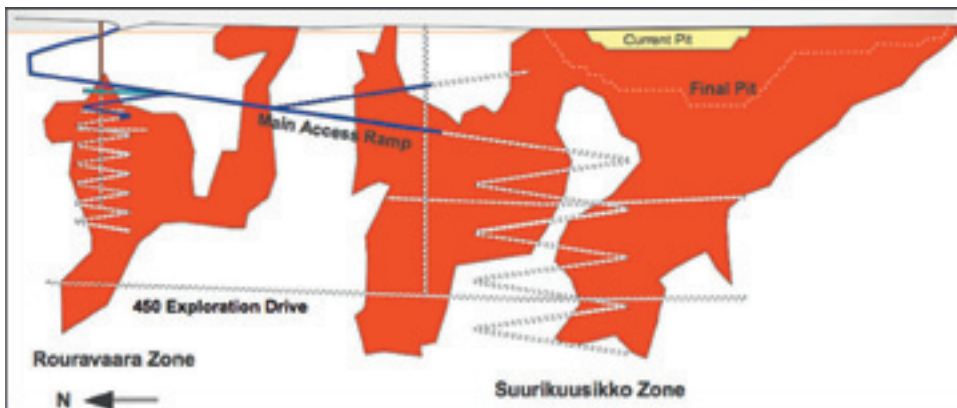 Current Pit
Final Pit
Main Access Ramp
450 Exploration Drive
Rouravaara Zone
Suurikuusikko Zone
N